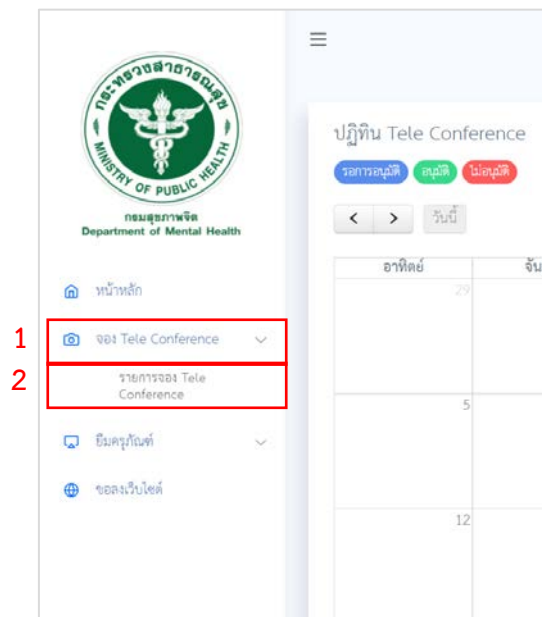 กระทรวงสาธารณสุข
MINISTRY OF PUBLIC HEALTH
กรมสุขภาพจิต
Department of Mental Health
หน้าหลัก
1
จอง Tele Conference
2
รายการจอง Tele
Conference
ยืมครุภัณฑ์
ขอลงเว็บไซต์
ปฏิทิน Tele Conference
รอการอนุมัติ อนุมัติ ไม่อนุมัติ
< > วันนี้
อาทิตย์ จัน
29
5
12